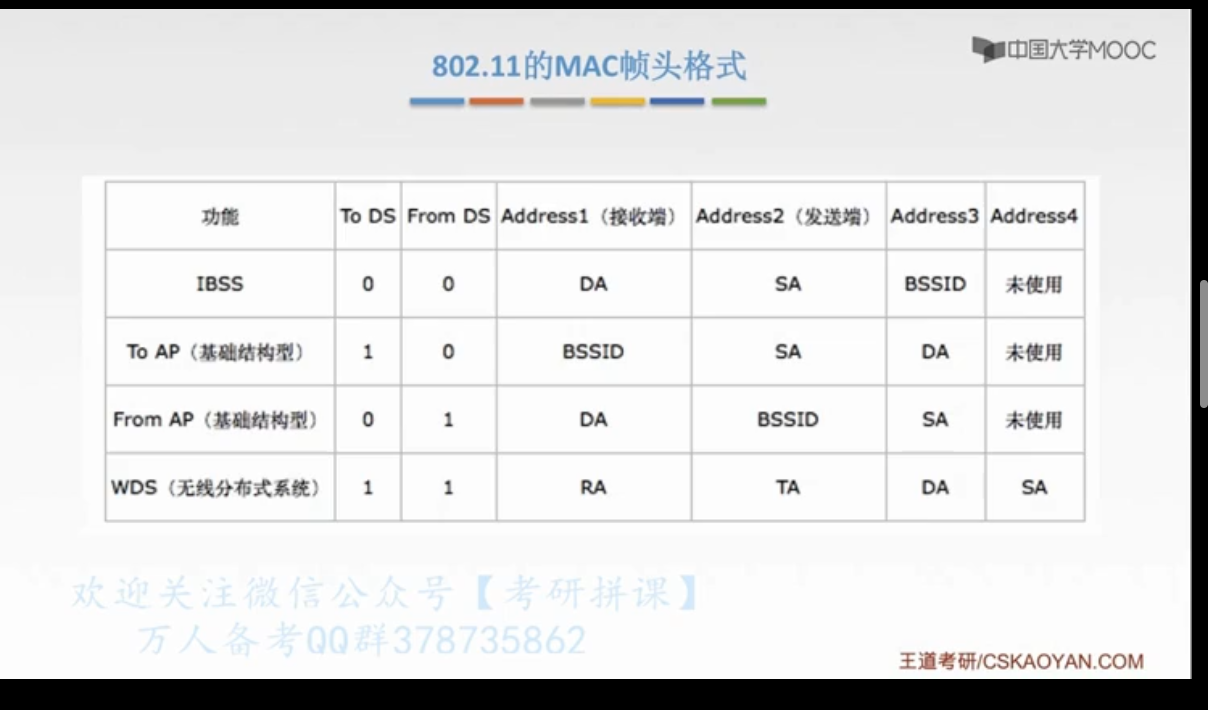 中国大学MOOC
802.11的MAC帧头格式
功能 To DS From DS Address1（接收端） Address2（发送端） Address3 Address4
IBSS 0 0 DA SA BSSID 未使用
To AP（基础结构型） 1 0 BSSID SA DA 未使用
From AP（基础结构型） 0 1 DA BSSID SA 未使用
WDS（无线分布式系统） 1 1 RA TA DA SA
欢迎关注微信公众号【考研拼课】
万人备考QQ群378735862
王道考研/CSKAOYAN.COM